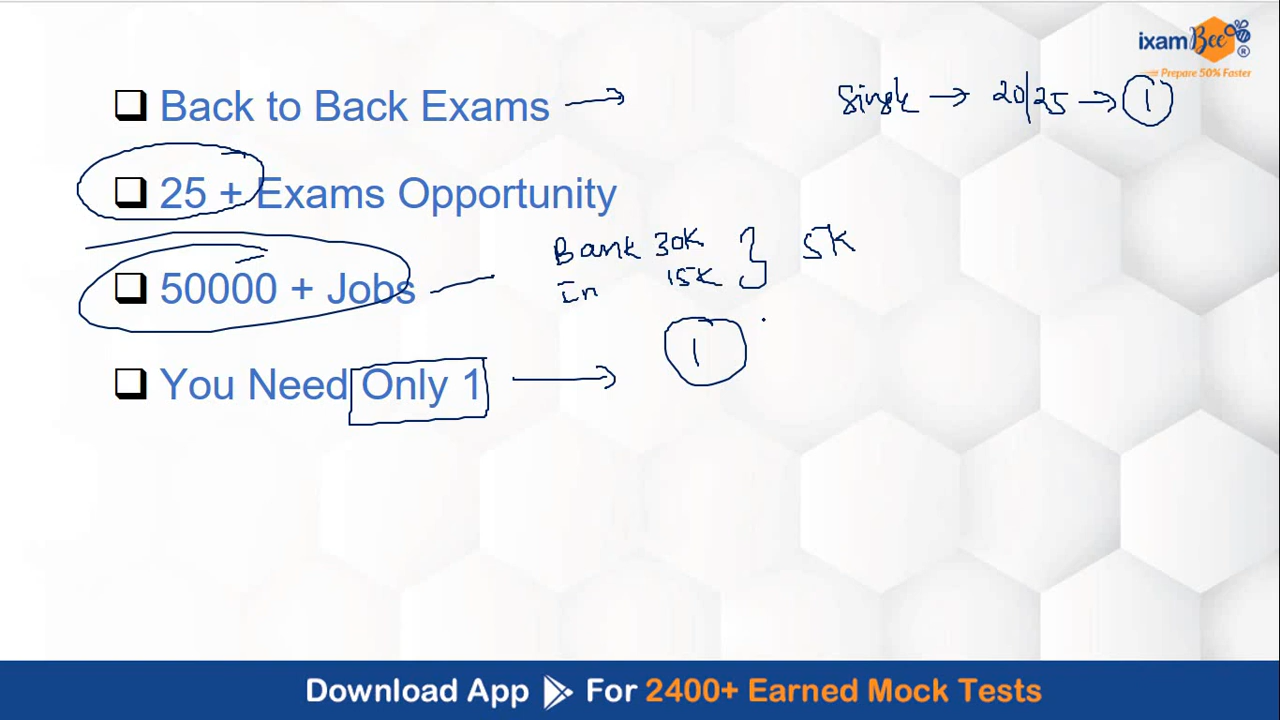 ixamBee
®
Prepare 50% Faster
Back to Back Exams →
Single → 20/25 → 1
25 + Exams Opportunity
50000 + Jobs
Bank 30K
In 15K
} 5K
You Need Only 1 → 1
Download App For 2400+ Earned Mock Tests